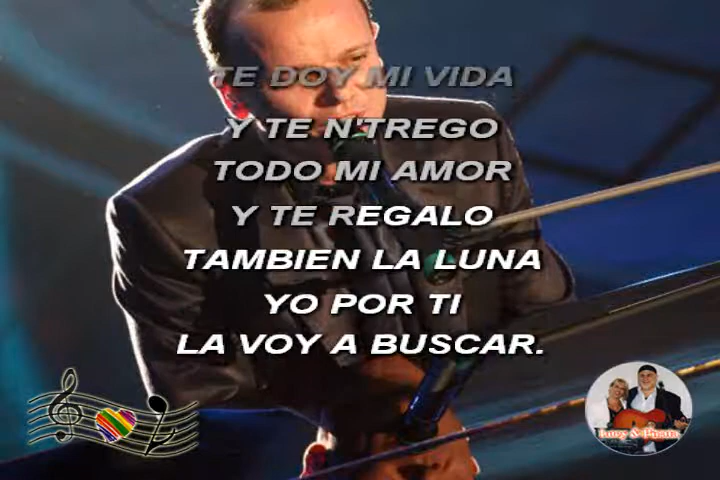 TE DOY MI VIDA
Y TE N'TREGO
TODO MI AMOR
Y TE REGALO
TAMBIEN LA LUNA
YO POR TI
LA VOY A BUSCAR.